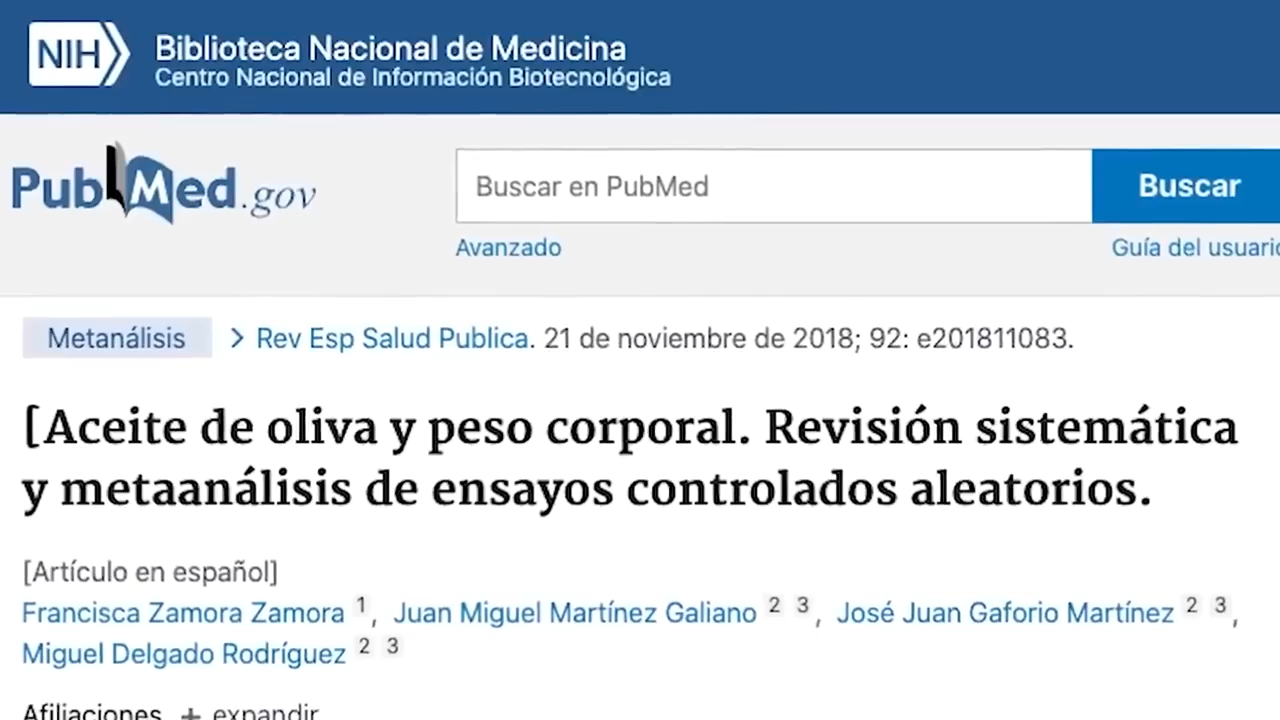 NIH
Biblioteca Nacional de Medicina
Centro Nacional de Información Biotecnológica
PubMed.gov
Buscar en PubMed
Buscar
Avanzado
Guía del usuario
Metanálisis
Rev Esp Salud Publica. 21 de noviembre de 2018; 92: e201811083.
[Aceite de oliva y peso corporal. Revisión sistemática
y metaanálisis de ensayos controlados aleatorios.
[Artículo en español]
Francisca Zamora Zamora 1, Juan Miguel Martínez Galiano 2 3, José Juan Gaforio Martínez 2 3,
Miguel Delgado Rodríguez 2 3
Afiliaciones + expandir